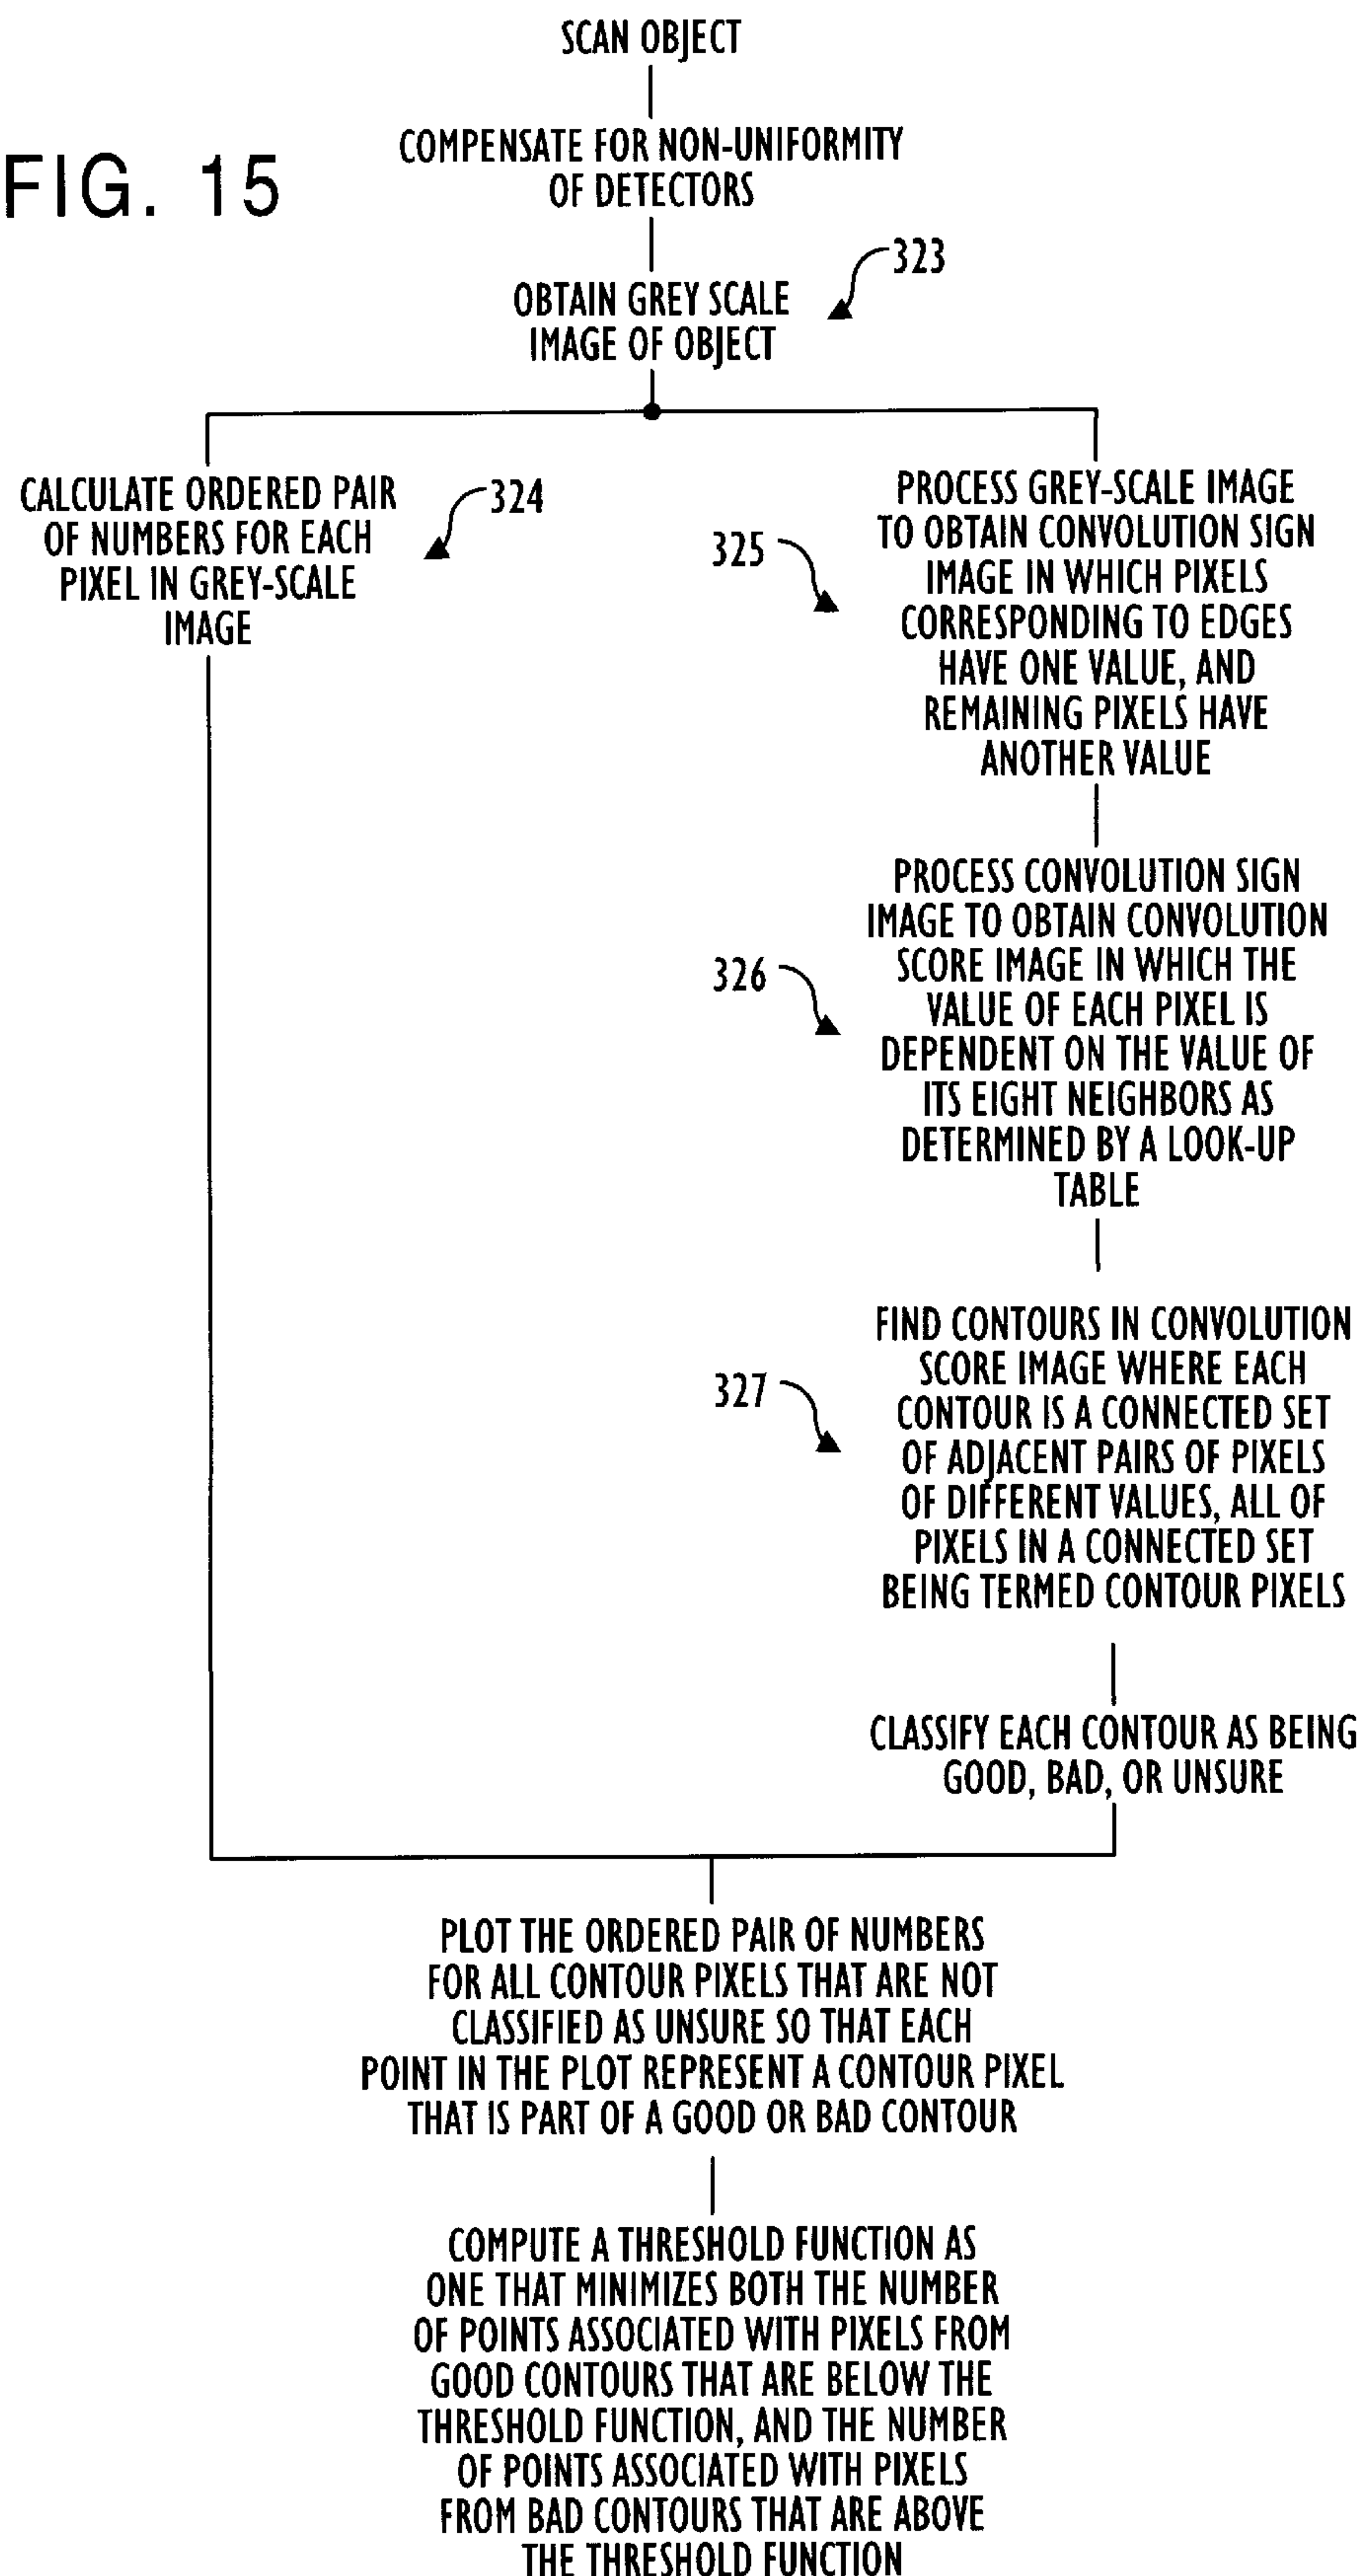 SCAN OBJECT
FIG. 15
COMPENSATE FOR NON-UNIFORMITY
OF DETECTORS
323
OBTAIN GREY SCALE
IMAGE OF OBJECT
CALCULATE ORDERED PAIR
OF NUMBERS FOR EACH
PIXEL IN GREY-SCALE
IMAGE
324
325
PROCESS GREY-SCALE IMAGE
TO OBTAIN CONVOLUTION SIGN
IMAGE IN WHICH PIXELS
CORRESPONDING TO EDGES
HAVE ONE VALUE, AND
REMAINING PIXELS HAVE
ANOTHER VALUE
326
PROCESS CONVOLUTION SIGN
IMAGE TO OBTAIN CONVOLUTION
SCORE IMAGE IN WHICH THE
VALUE OF EACH PIXEL IS
DEPENDENT ON THE VALUE OF
ITS EIGHT NEIGHBORS AS
DETERMINED BY A LOOK-UP
TABLE
327
FIND CONTOURS IN CONVOLUTION
SCORE IMAGE WHERE EACH
CONTOUR IS A CONNECTED SET
OF ADJACENT PAIRS OF PIXELS
OF DIFFERENT VALUES, ALL OF
PIXELS IN A CONNECTED SET
BEING TERMED CONTOUR PIXELS
CLASSIFY EACH CONTOUR AS BEING
GOOD, BAD, OR UNSURE
PLOT THE ORDERED PAIR OF NUMBERS
FOR ALL CONTOUR PIXELS THAT ARE NOT
CLASSIFIED AS UNSURE SO THAT EACH
POINT IN THE PLOT REPRESENT A CONTOUR PIXEL
THAT IS PART OF A GOOD OR BAD CONTOUR
COMPUTE A THRESHOLD FUNCTION AS
ONE THAT MINIMIZES BOTH THE NUMBER
OF POINTS ASSOCIATED WITH PIXELS FROM
GOOD CONTOURS THAT ARE BELOW THE
THRESHOLD FUNCTION, AND THE NUMBER
OF POINTS ASSOCIATED WITH PIXELS
FROM BAD CONTOURS THAT ARE ABOVE
THE THRESHOLD FUNCTION